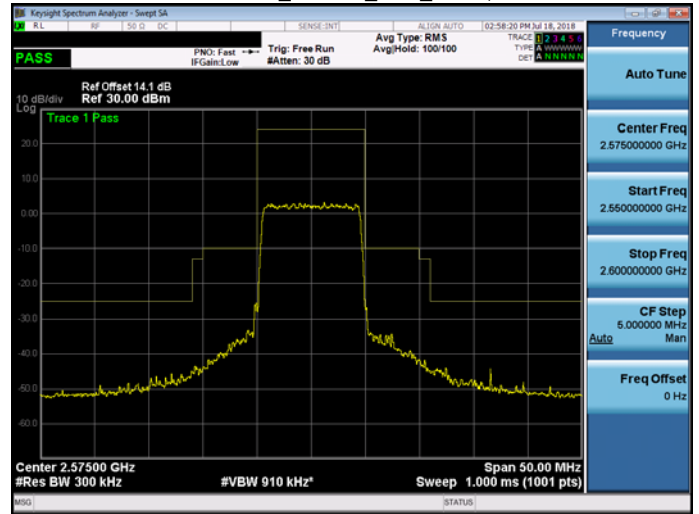 Keysight Spectrum Analyzer - Swept SA
RL RF 50 Ω DC SENSE:INT ALIGN AUTO 02:58:20 PM Jul 18, 2018
PASS
PNO: Fast
IFGain:Low
Trig: Free Run
#Atten: 30 dB
Avg Type: RMS
Avg|Hold: 100/100
TRACE 1 2 3 4 5 6
TYPE A WWWWW
DET A N N N N N
Ref Offset 14.1 dB
10 dB/div Ref 30.00 dBm
Log
Trace 1 Pass
20.0
10.0
0.00
-10.0
-20.0
-30.0
-40.0
-50.0
-60.0
Center 2.57500 GHz Span 50.00 MHz
#Res BW 300 kHz #VBW 910 kHz* Sweep 1.000 ms (1001 pts)
MSG STATUS
Frequency
Auto Tune
Center Freq
2.575000000 GHz
Start Freq
2.550000000 GHz
Stop Freq
2.600000000 GHz
CF Step
5.000000 MHz
Auto Man
Freq Offset
0 Hz